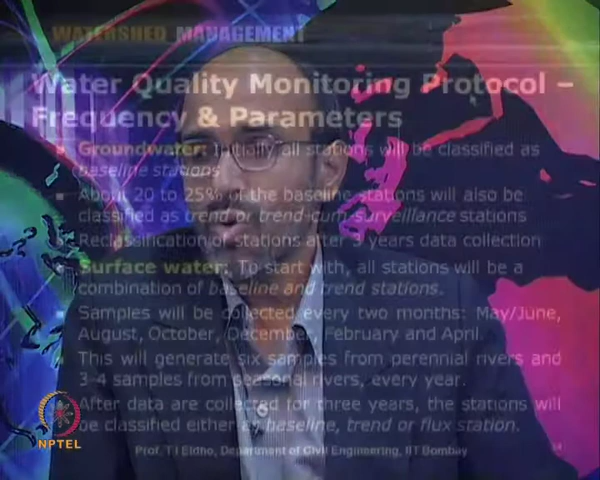 WATERSHED MANAGEMENT
Water Quality Monitoring Protocol –
Frequency & Parameters
Groundwater: Initially all stations will be classified as
baseline stations
About 20 to 25% of the baseline stations will also be
classified as trend or trend-cum-surveillance stations
Reclassification of stations after 3 years data collection
Surface water: To start with, all stations will be a
combination of baseline and trend stations.
Samples will be collected every two months: May/June,
August, October, December, February and April.
This will generate six samples from perennial rivers and
3-4 samples from seasonal rivers, every year.
After data are collected for three years, the stations will
be classified either as baseline, trend or flux station.
Prof. T I Eldho, Department of Civil Engineering, IIT Bombay
NPTEL